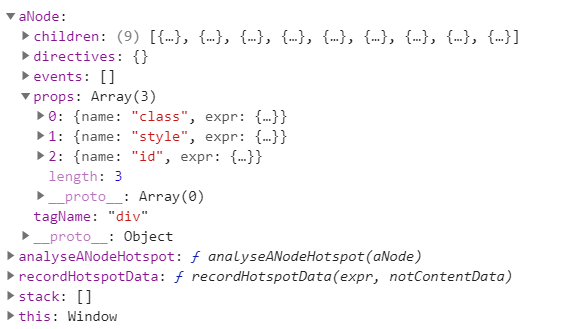 aNode:
children: (9) [{…}, {…}, {…}, {…}, {…}, {…}, {…}, {…}, {…}]
directives: {}
events: []
props: Array(3)
0: {name: "class", expr: {…}}
1: {name: "style", expr: {…}}
2: {name: "id", expr: {…}}
length: 3
__proto__: Array(0)
tagName: "div"
__proto__: Object
analyseANodeHotspot: ƒ analyseANodeHotspot(aNode)
recordHotspotData: ƒ recordHotspotData(expr, notContentData)
stack: []
this: Window